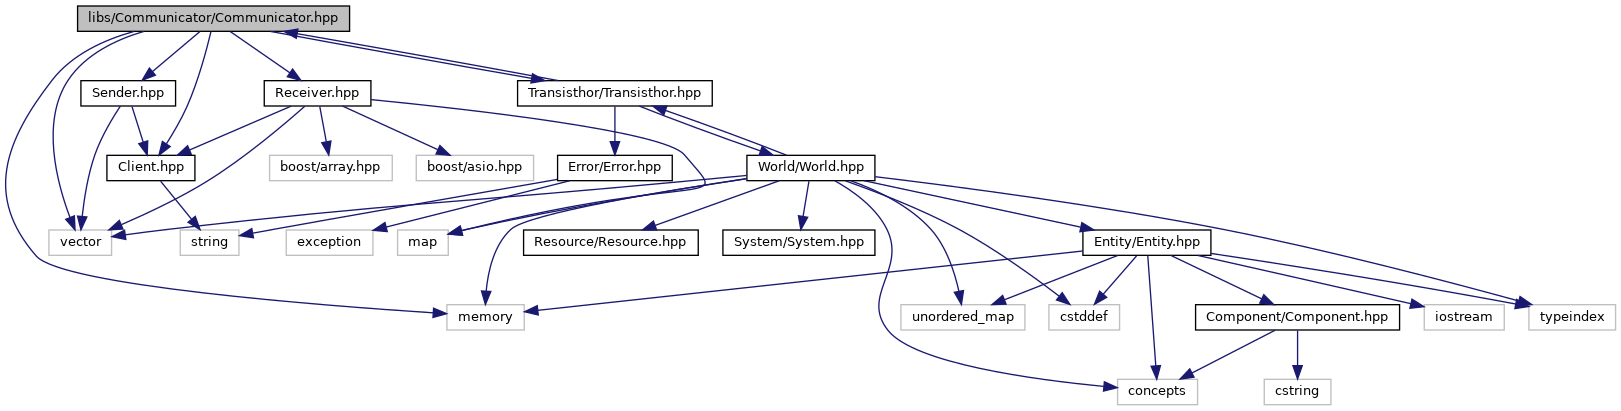 libs/Communicator/Communicator.hpp
Sender.hpp
Receiver.hpp
Transisthor/Transisthor.hpp
Client.hpp
boost/array.hpp
boost/asio.hpp
Error/Error.hpp
World/World.hpp
vector
string
exception
map
Resource/Resource.hpp
System/System.hpp
Entity/Entity.hpp
memory
unordered_map
cstddef
Component/Component.hpp
iostream
typeindex
concepts
cstring